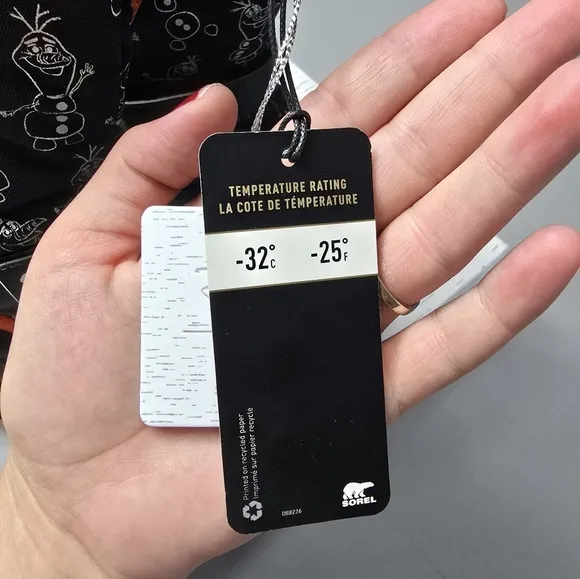 TEMPERATURE RATING
LA COTE DE TÉMPERATURE
-32°C -25°F
Printed on recycled paper
Imprimé sur papier recyclé
068226
SOREL